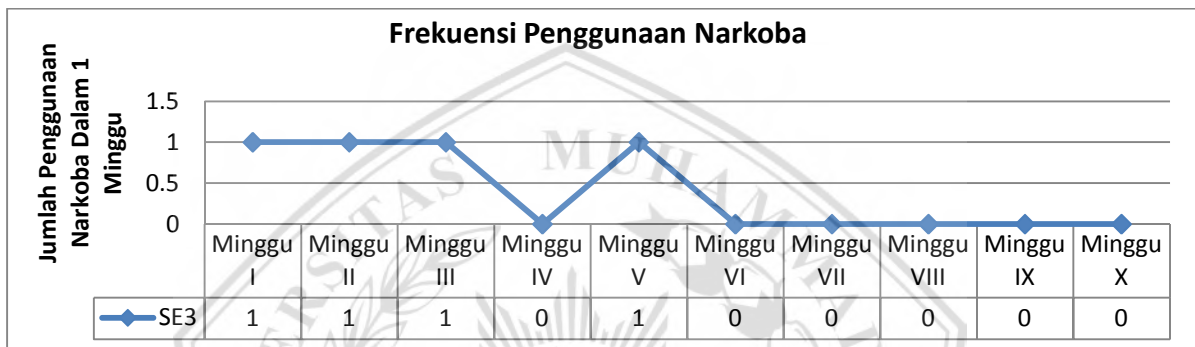 Frekuensi Penggunaan Narkoba
Jumlah Penggunaan
Narkoba Dalam 1
Minggu
1.5
1
0.5
0
Minggu Minggu Minggu Minggu Minggu Minggu Minggu Minggu Minggu Minggu
I II III IV V VI VII VIII IX X
SE3 1 1 1 0 1 0 0 0 0 0